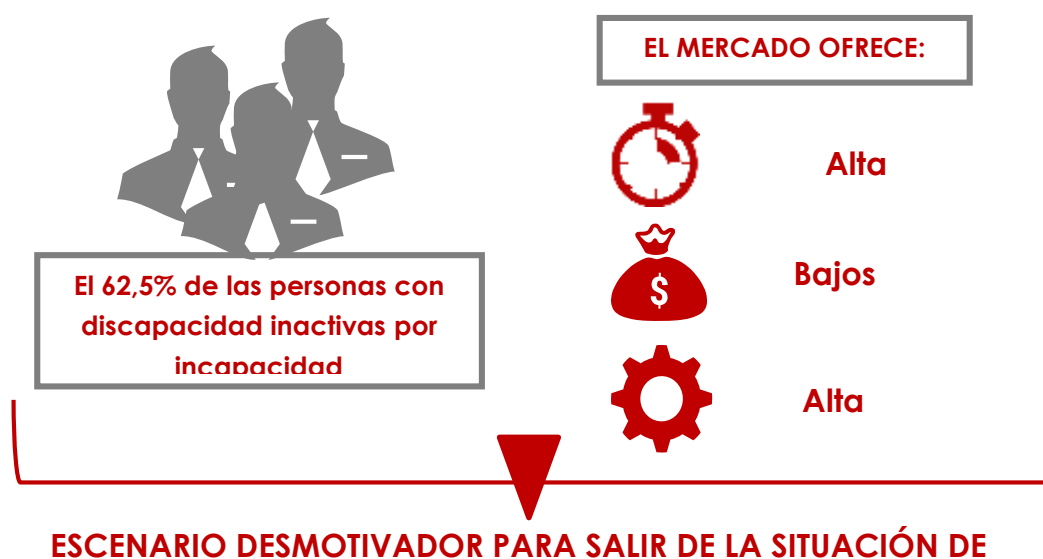 EL MERCADO OFRECE:
Alta
$
Bajos
El 62,5% de las personas con
discapacidad inactivas por
incapacidad
Alta
ESCENARIO DESMOTIVADOR PARA SALIR DE LA SITUACIÓN DE